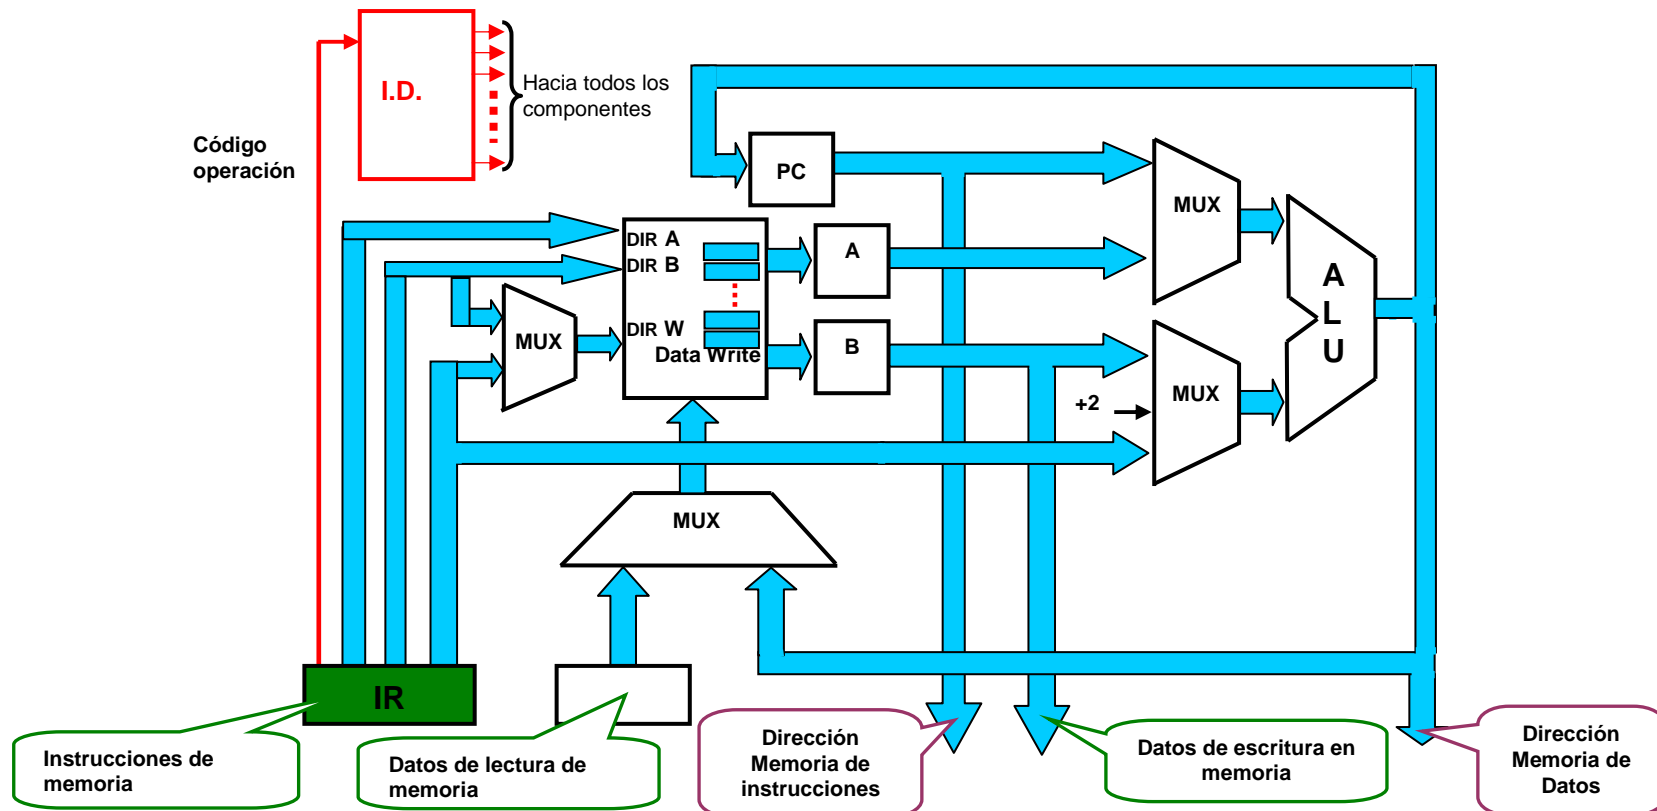 I.D.
Hacia todos los
componentes
Código
operación
PC
MUX
DIR A
DIR B
A
A
L
U
MUX
DIR W
Data Write
B
MUX
+2
MUX
IR
Instrucciones de
memoria
Datos de lectura de
memoria
Dirección
Memoria de
instrucciones
Datos de escritura en
memoria
Dirección
Memoria de
Datos